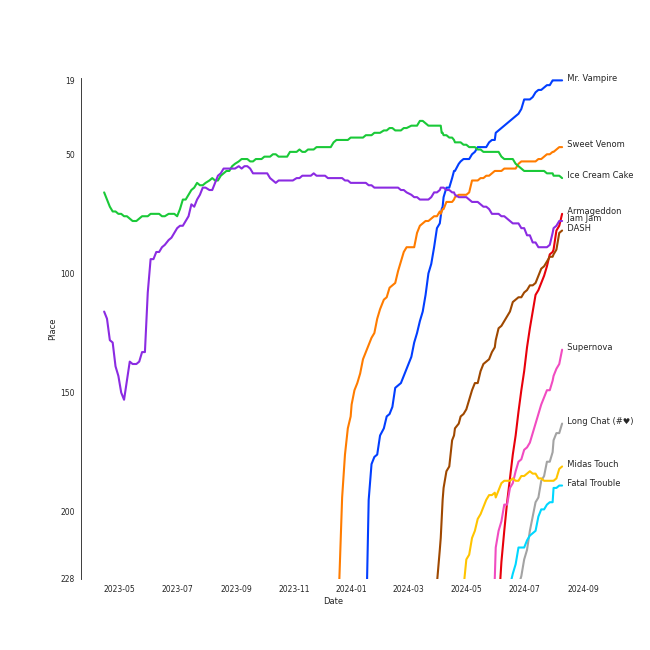 19
Mr. Vampire
Sweet Venom
50
Ice Cream Cake
Armageddon
Jam Jam
DASH
100
Place
Supernova
150
Long Chat (#♥)
Midas Touch
Fatal Trouble
200
228
2023-05 2023-07 2023-09 2023-11 2024-01 2024-03 2024-05 2024-07 2024-09
Date